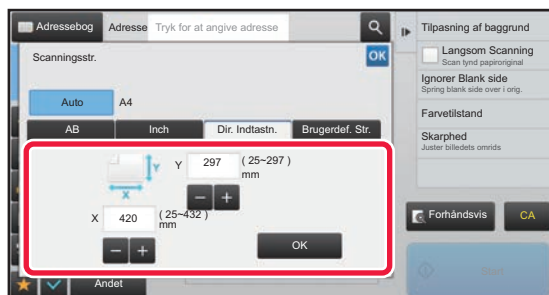 Adressebog
Adresse
Tryk for at angive adresse
Scanningsstr.
OK
Auto
A4
AB
Inch
Dir. Indtastn.
Brugerdef. Str.
Y
X
Y
297
( 25~297 )
mm
X
420
( 25~432 )
mm
OK
Andet
Tilpasning af baggrund
Langsom Scanning
Scan tynd papiroriginal
Ignorer Blank side
Spring blank side over i orig.
Farvetilstand
Skarphed
Juster billedets omrids
Forhåndsvis
CA
Start